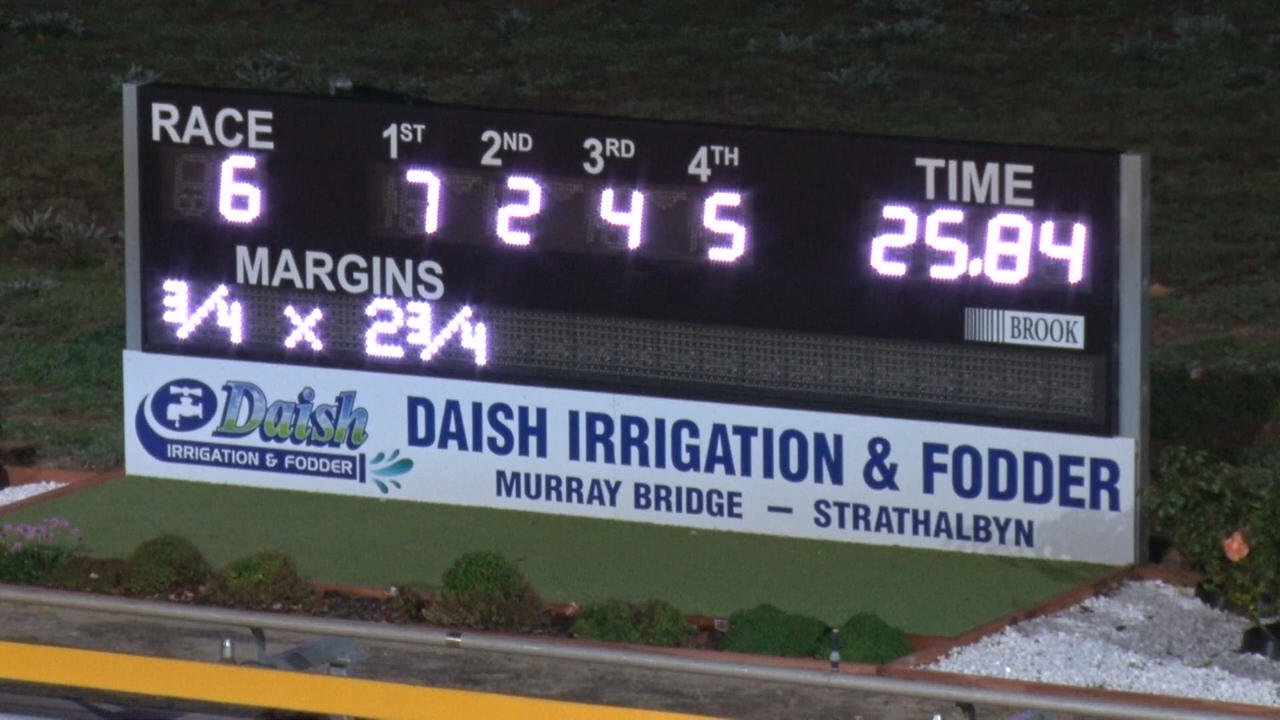 RACE 1ST 2ND 3RD 4TH TIME
6 7 2 4 5 25.84
MARGINS
3/4 x 2 3/4
BROOK
Daish
IRRIGATION & FODDER
DAISH IRRIGATION & FODDER
MURRAY BRIDGE — STRATHALBYN